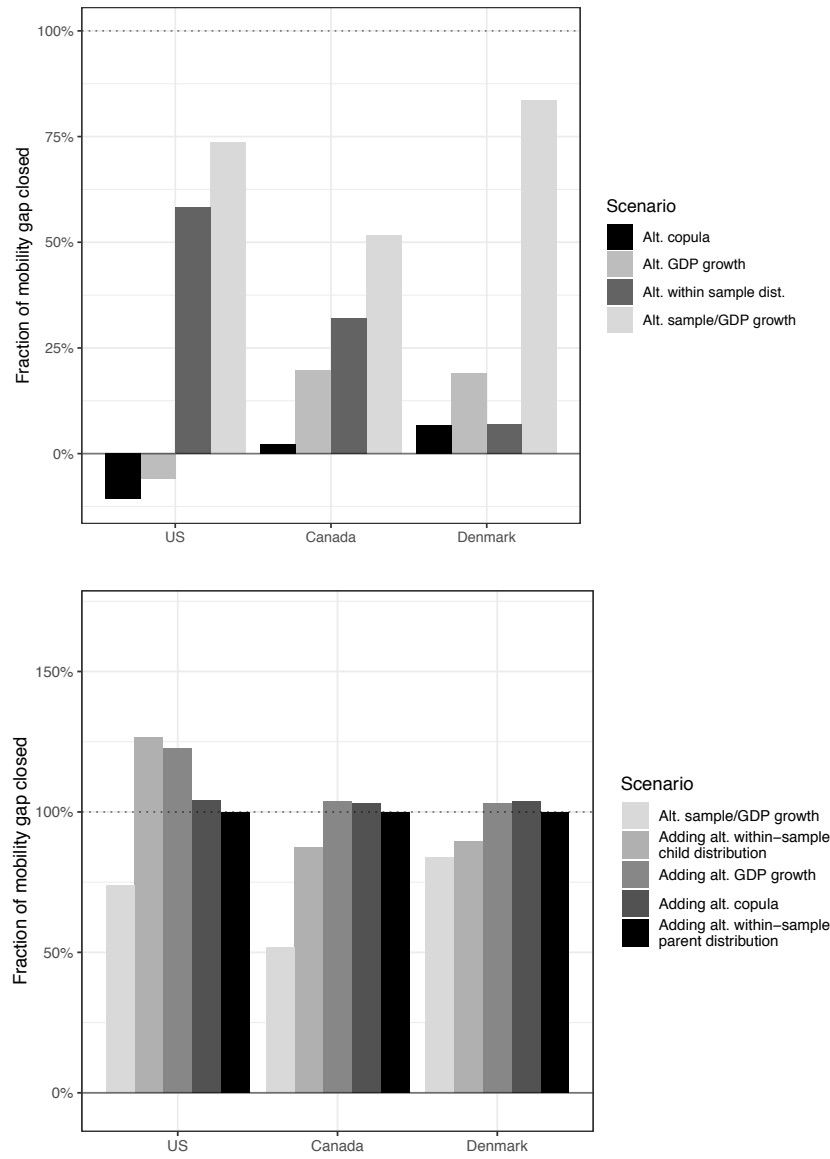 100%
75%
50%
25%
0%
Fraction of mobility gap closed
US
Canada
Denmark
Scenario
Alt. copula
Alt. GDP growth
Alt. within sample dist.
Alt. sample/GDP growth
150%
100%
50%
0%
Fraction of mobility gap closed
US
Canada
Denmark
Scenario
Alt. sample/GDP growth
Adding alt. within−sample
child distribution
Adding alt. GDP growth
Adding alt. copula
Adding alt. within−sample
parent distribution